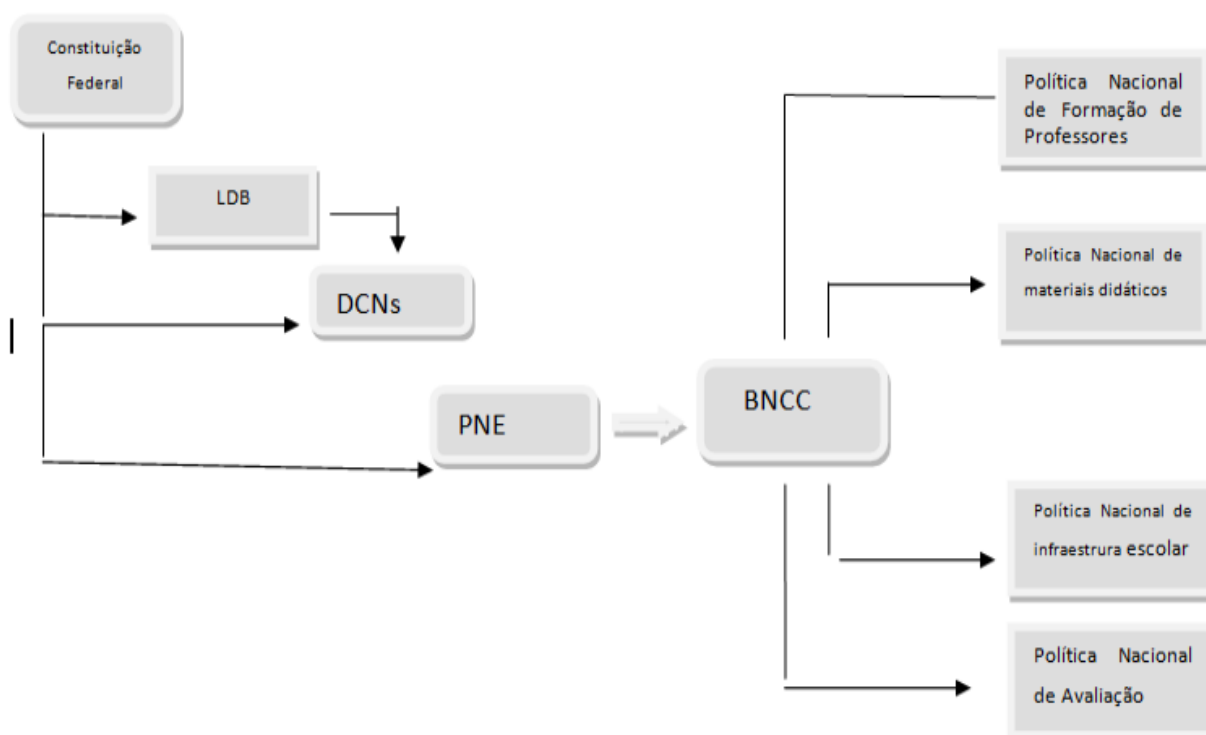 Constituição
Federal
LDB
DCNs
PNE
BNCC
Política Nacional
de Formação de
Professores
Política Nacional de
materiais didáticos
Política Nacional de
infraestrura escolar
Política Nacional
de Avaliação